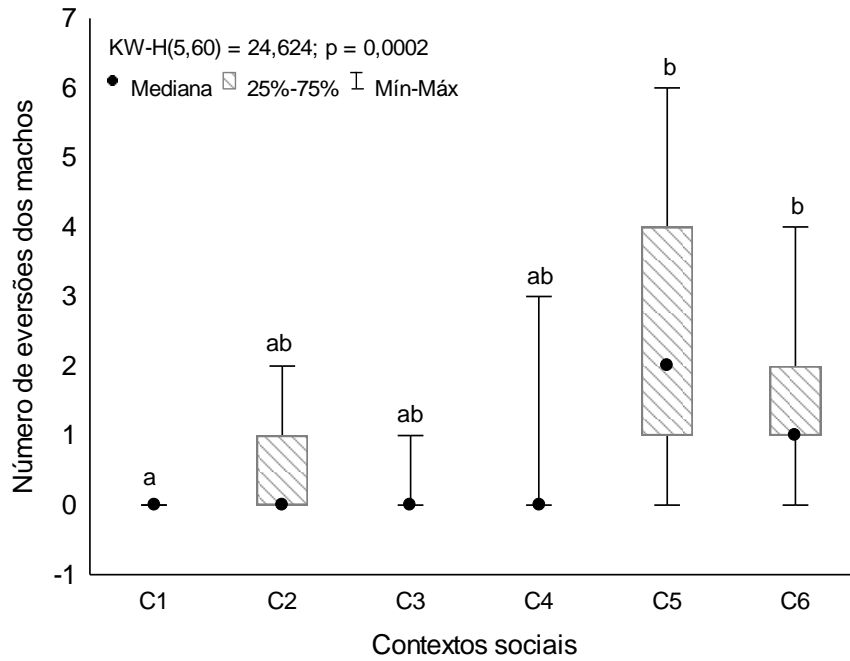 KW-H(5,60) = 24,624; p = 0,0002
Mediana 25%-75% Mín-Máx
Número de eversões dos machos
7
6
5
4
3
2
1
0
-1
a
ab
ab
ab
b
b
C1 C2 C3 C4 C5 C6
Contextos sociais